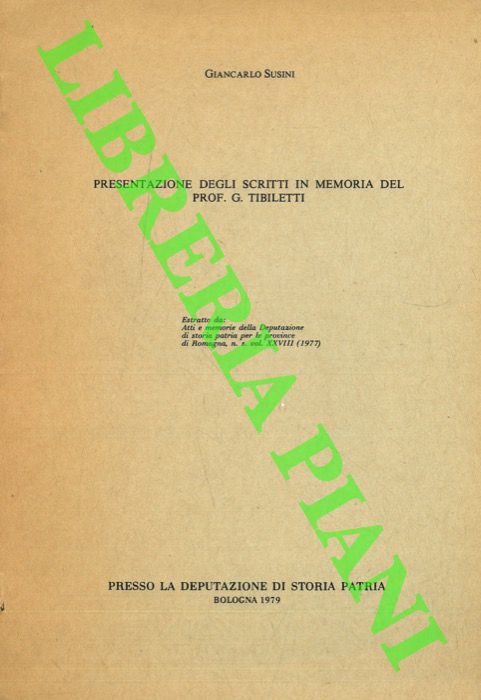 GIANCARLO SUSINI
PRESENTAZIONE DEGLI SCRITTI IN MEMORIA DEL
PROF. G. TIBILETTI
Estratto da:
Atti e memorie della Deputazione
di storia patria per le province
di Romagna, n. s. vol. XXVIII (1977)
PRESSO LA DEPUTAZIONE DI STORIA PATRIA
BOLOGNA 1979
LIBRERIA PIANI